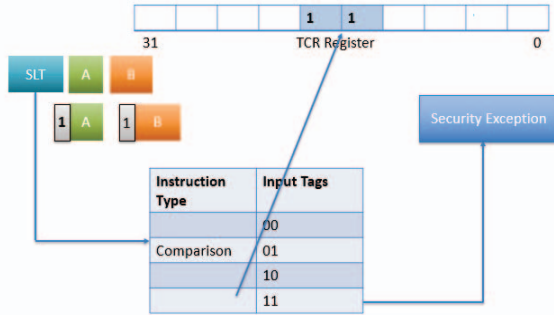 1 1
31 TCR Register 0
SLT A B
1 A 1 B
Security Exception
Instruction Type Input Tags
00
Comparison 01
10
11